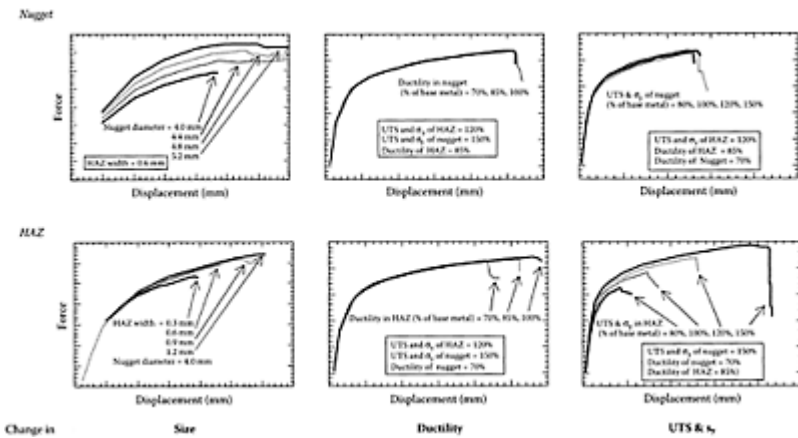 Nugget
Force
Nugget diameter = 4.0 mm
4.4 mm
4.8 mm
5.2 mm
HAZ width = 0.6 mm
Displacement (mm)
Ductility in nugget
(% of base metal) = 70%, 85%, 100%
UTS and σy of HAZ = 120%
UTS and σy of nugget = 150%
Ductility of HAZ = 85%
Displacement (mm)
UTS & σy of nugget
(% of base metal) = 80%, 100%, 120%, 150%
UTS and σy of HAZ = 120%
Ductility of HAZ = 85%
Ductility of Nugget = 70%
Displacement (mm)
HAZ
Force
HAZ width = 0.3 mm
0.6 mm
0.9 mm
1.2 mm
Nugget diameter = 4.0 mm
Displacement (mm)
Ductility in HAZ (% of base metal) = 70%, 85%, 100%
UTS and σy of HAZ = 120%
UTS and σy of nugget = 150%
Ductility of nugget = 70%
Displacement (mm)
UTS & σy in HAZ
(% of base metal) = 80%, 100%, 120%, 150%
UTS and σy of nugget = 150%
Ductility of nugget = 70%
Ductility of HAZ = 85%)
Displacement (mm)
Change in Size Ductility UTS & sy